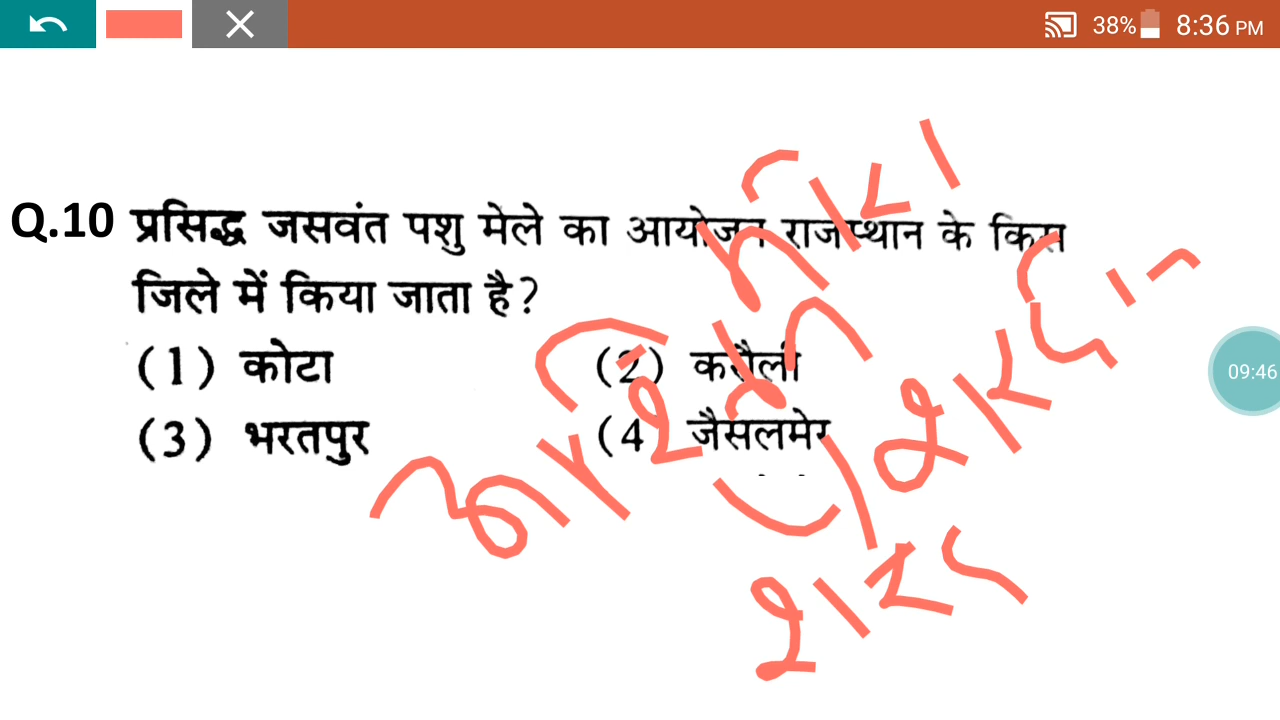 38% 8:36 PM
Q.10 प्रसिद्ध जसवंत पशु मेले का आयोजन राजस्थान के किस
जिले में किया जाता है?
(1) कोटा (2) करौली
(3) भरतपुर (4) जैसलमेर
09:46